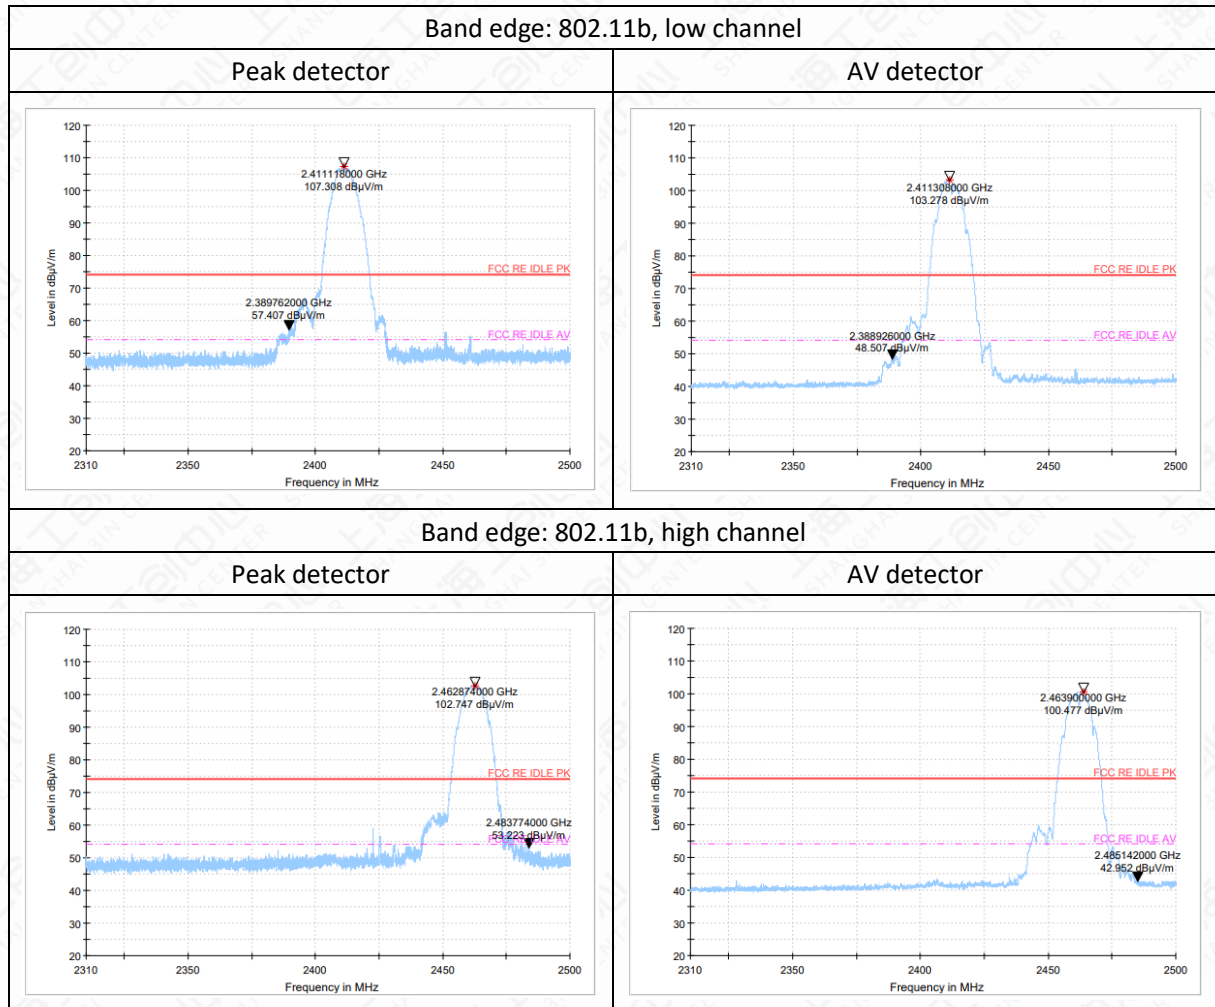 Band edge: 802.11b, low channel
Peak detector
AV detector
120
110
100
90
80
70
60
50
40
30
20
Level in dBµV/m
2.411118000 GHz
107.308 dBµV/m
FCC RE IDLE PK
2.389762000 GHz
57.407 dBµV/m
FCC RE IDLE AV
2310
2350
2400
2450
2500
Frequency in MHz
120
110
100
90
80
70
60
50
40
30
20
Level in dBµV/m
2.411308000 GHz
103.278 dBµV/m
FCC RE IDLE PK
2.388926000 GHz
48.507 dBµV/m
FCC RE IDLE AV
2310
2350
2400
2450
2500
Frequency in MHz
Band edge: 802.11b, high channel
Peak detector
AV detector
120
110
100
90
80
70
60
50
40
30
20
Level in dBµV/m
2.462874000 GHz
102.747 dBµV/m
FCC RE IDLE PK
2.483774000 GHz
53.223 dBµV/m
FCC RE IDLE AV
2310
2350
2400
2450
2500
Frequency in MHz
120
110
100
90
80
70
60
50
40
30
20
Level in dBµV/m
2.463900000 GHz
100.477 dBµV/m
FCC RE IDLE PK
FCC RE IDLE AV
2.485142000 GHz
42.952 dBµV/m
2310
2350
2400
2450
2500
Frequency in MHz